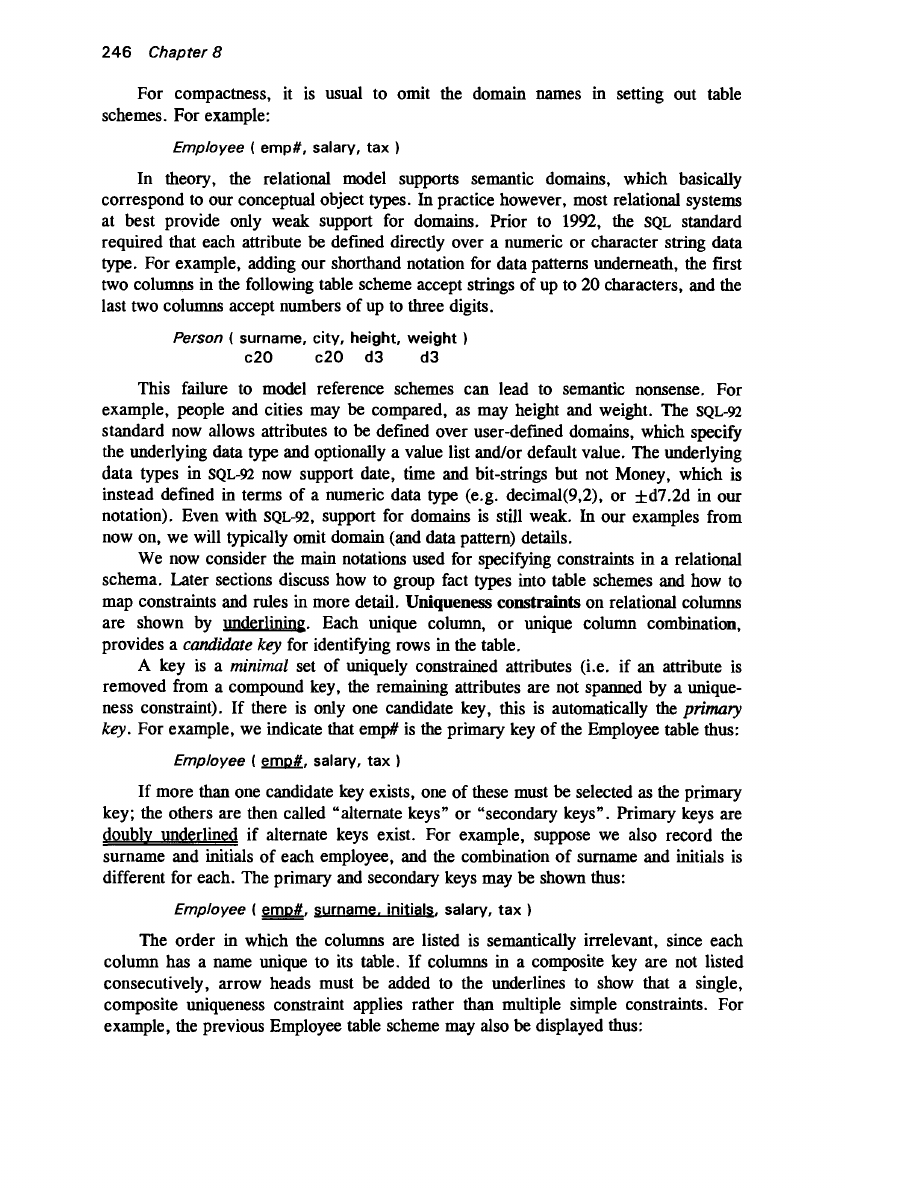 246 Chapter 8
For compactness, it is usual to omit the domain names in setting out table
schemes. For example:
Employee ( emp#, salary, tax )
In theory, the relational model supports semantic domains, which basically
correspond to our conceptual object types. In practice however, most relational systems
at best provide only weak support for domains. Prior to 1992, the SQL standard
required that each attribute be defined directly over a numeric or character string data
type. For example, adding our shorthand notation for data patterns underneath, the first
two columns in the following table scheme accept strings of up to 20 characters, and the
last two columns accept numbers of up to three digits.
Person ( surname, city, height, weight )
c20 c20 d3 d3
This failure to model reference schemes can lead to semantic nonsense. For
example, people and cities may be compared, as may height and weight. The SQL-92
standard now allows attributes to be defined over user-defined domains, which specify
the underlying data type and optionally a value list and/or default value. The underlying
data types in SQL-92 now support date, time and bit-strings but not Money, which is
instead defined in terms of a numeric data type (e.g. decimal(9,2), or ±d7.2d in our
notation). Even with SQL-92, support for domains is still weak. In our examples from
now on, we will typically omit domain (and data pattern) details.
We now consider the main notations used for specifying constraints in a relational
schema. Later sections discuss how to group fact types into table schemes and how to
map constraints and rules in more detail. Uniqueness constraints on relational columns
are shown by underlining. Each unique column, or unique column combination,
provides a candidate key for identifying rows in the table.
A key is a minimal set of uniquely constrained attributes (i.e. if an attribute is
removed from a compound key, the remaining attributes are not spanned by a unique-
ness constraint). If there is only one candidate key, this is automatically the primary
key. For example, we indicate that emp# is the primary key of the Employee table thus:
Employee ( emp#, salary, tax )
If more than one candidate key exists, one of these must be selected as the primary
key; the others are then called "alternate keys" or "secondary keys". Primary keys are
doubly underlined if alternate keys exist. For example, suppose we also record the
surname and initials of each employee, and the combination of surname and initials is
different for each. The primary and secondary keys may be shown thus:
Employee ( emp#, surname, initials, salary, tax )
The order in which the columns are listed is semantically irrelevant, since each
column has a name unique to its table. If columns in a composite key are not listed
consecutively, arrow heads must be added to the underlines to show that a single,
composite uniqueness constraint applies rather than multiple simple constraints. For
example, the previous Employee table scheme may also be displayed thus: